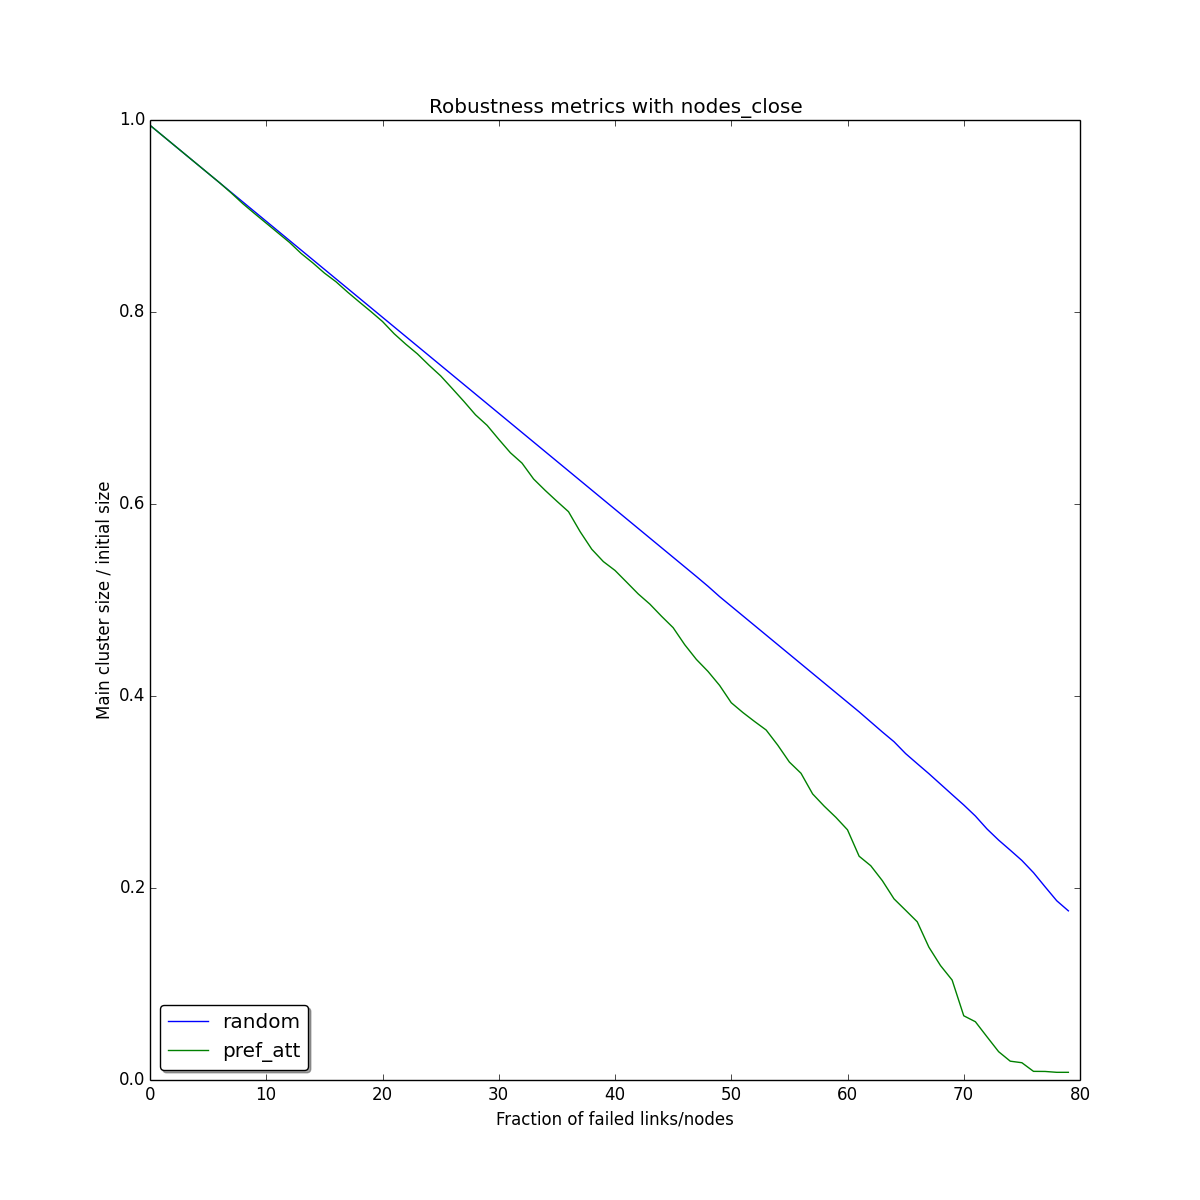 Robustness metrics with nodes_close
1.0
0.8
0.6
0.4
0.2
0.0
Main cluster size / initial size
random
pref_att
0 10 20 30 40 50 60 70 80
Fraction of failed links/nodes